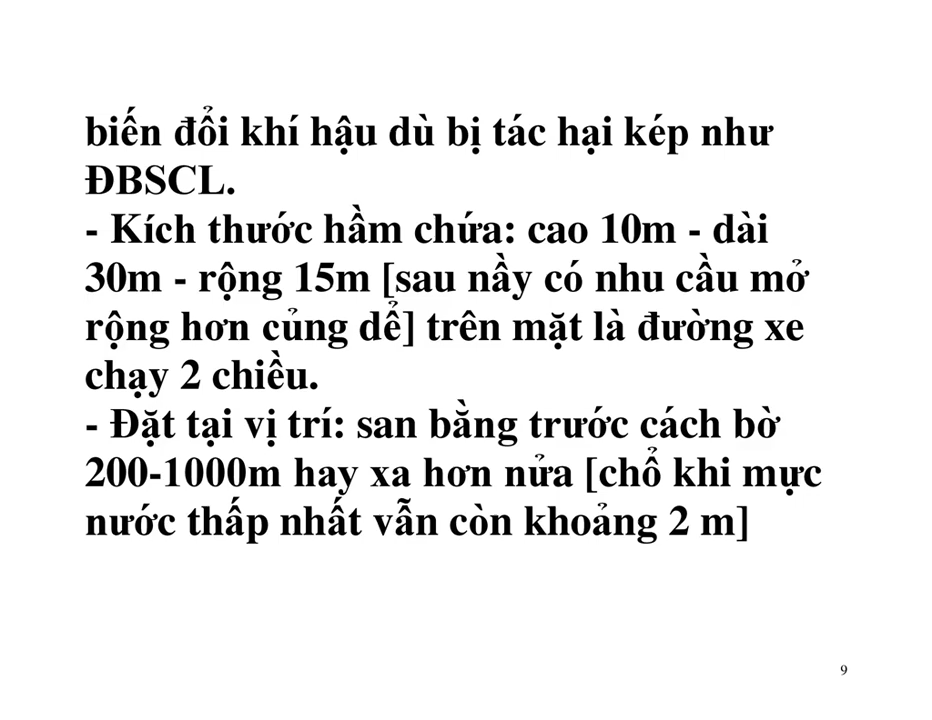 biến đổi khí hậu dù bị tác hại kép như
ĐBSCL.
- Kích thước hầm chứa: cao 10m - dài
30m - rộng 15m [sau nầy có nhu cầu mở
rộng hơn củng dể] trên mặt là đường xe
chạy 2 chiều.
- Đặt tại vị trí: san bằng trước cách bờ
200-1000m hay xa hơn nửa [chổ khi mực
nước thấp nhất vẫn còn khoảng 2 m]
9